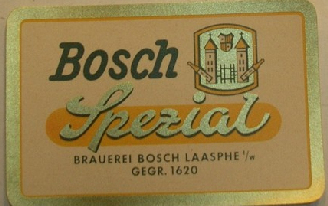 Bosch
Spezial
BRAUEREI BOSCH LAASPHE i/W
GEGR. 1620